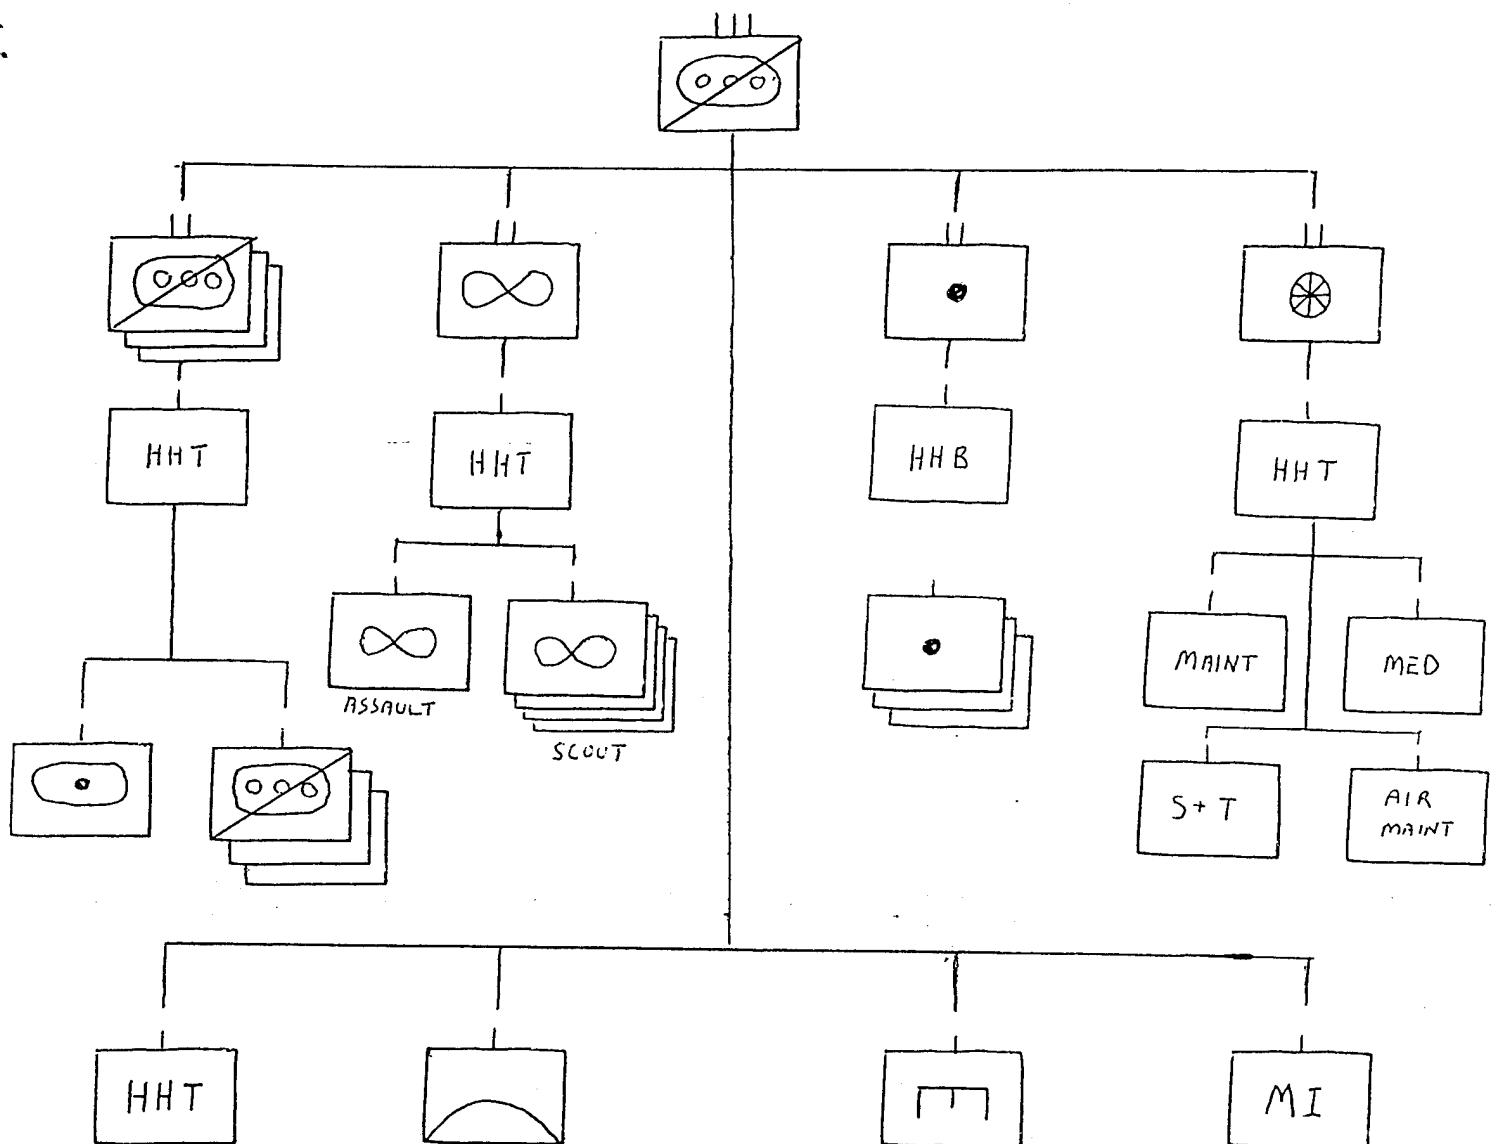 HHT
HHT
HHB
HHT
ASSAULT
SCOUT
MAINT
MED
S+T
AIR
MAINT
HHT
MI